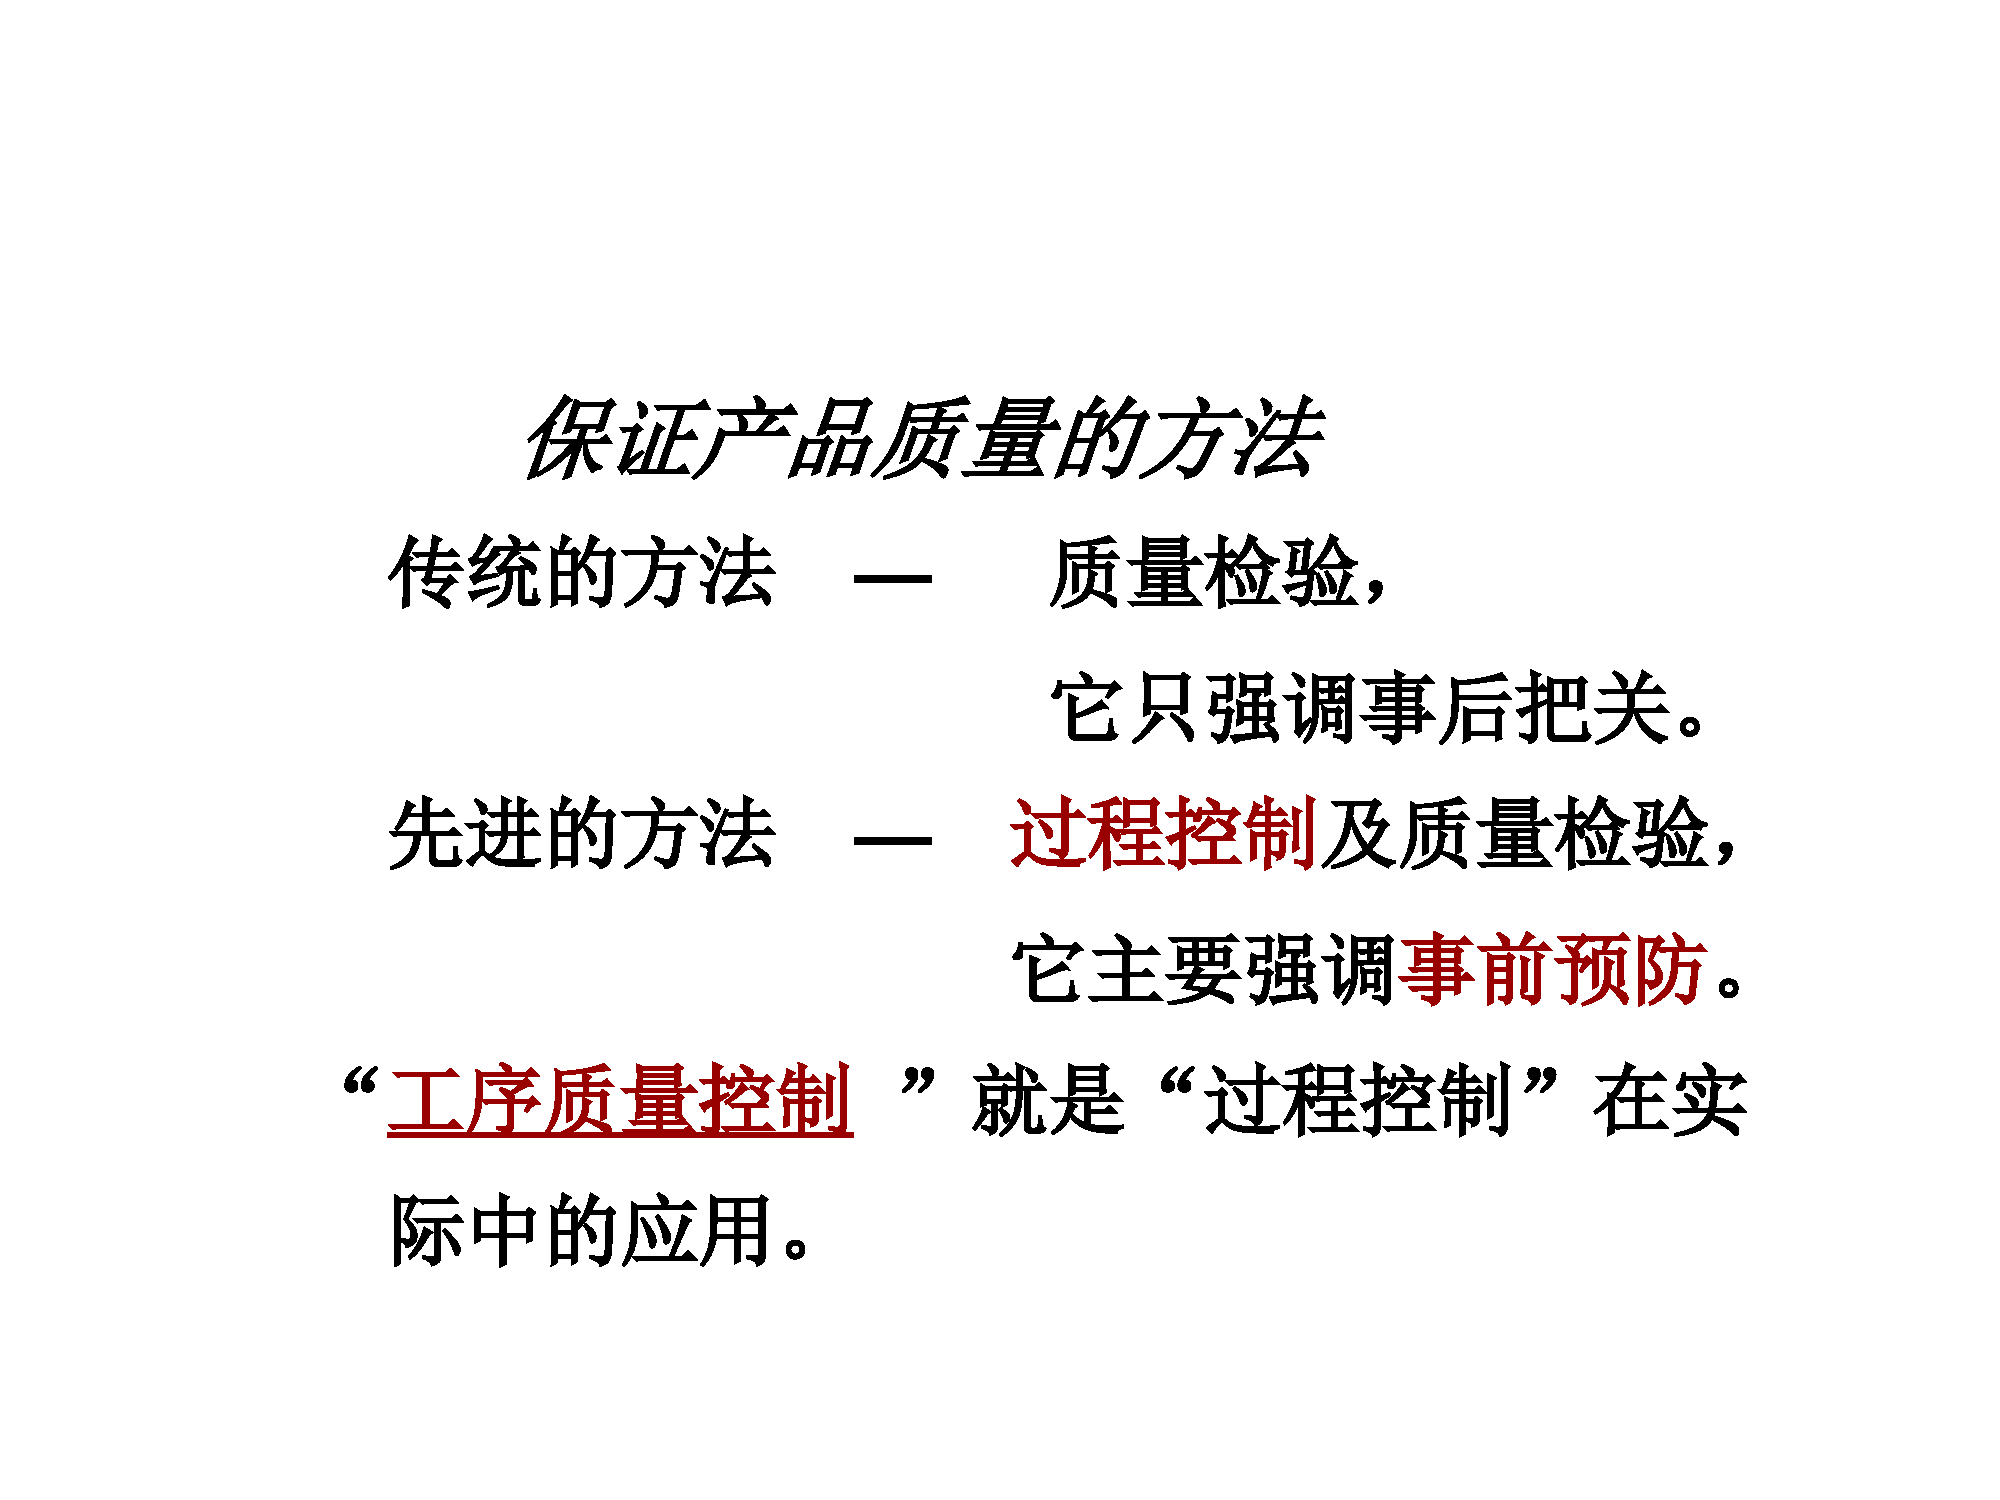 保证产品质量的方法
传统的方法 — 质量检验，
它只强调事后把关。
先进的方法 — 过程控制及质量检验，
它主要强调事前预防。
“工序质量控制 ”就是“过程控制”在实
际中的应用。